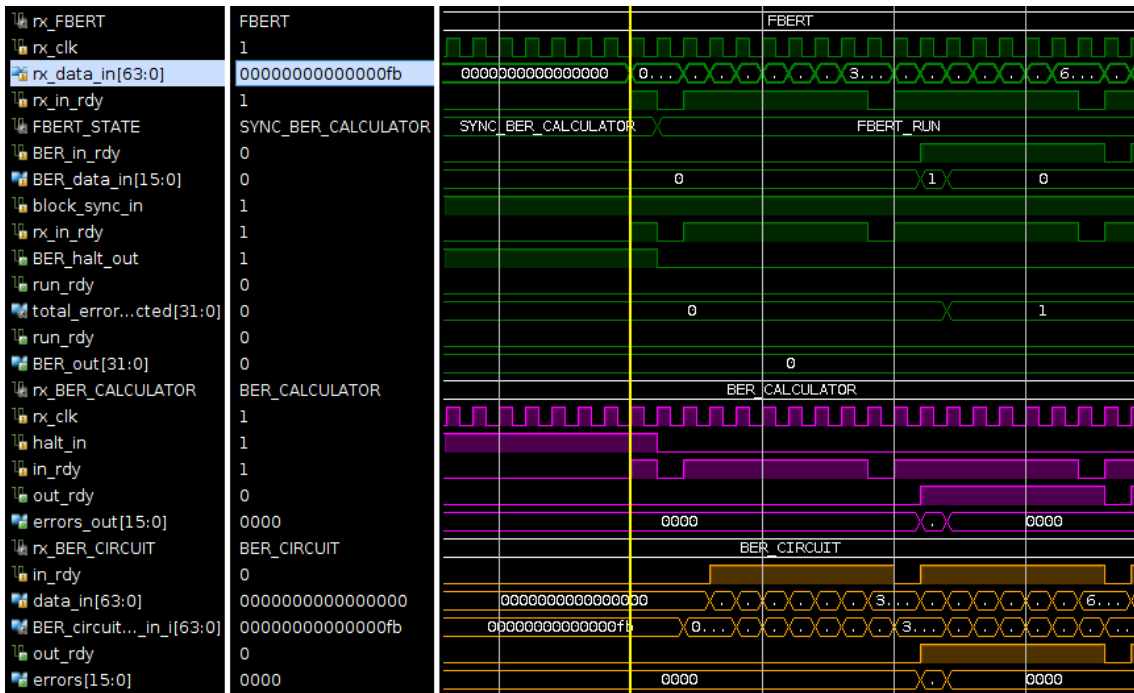 rx_FBERT FBERT FBERT
rx_clk 1
rx_data_in[63:0] 00000000000000fb 0000000000000000 0... . . . . . . 3... . . . . . . 6... .
rx_in_rdy 1
FBERT_STATE SYNC_BER_CALCULATOR SYNC_BER_CALCULATOR FBERT_RUN
BER_in_rdy 0
BER_data_in[15:0] 0 0 1 0
block_sync_in 1
rx_in_rdy 1
BER_halt_out 1
run_rdy 0
total_error...cted[31:0] 0 0 1
run_rdy 0
BER_out[31:0] 0 0
rx_BER_CALCULATOR BER_CALCULATOR BER_CALCULATOR
rx_clk 1
halt_in 1
in_rdy 1
out_rdy 0
errors_out[15:0] 0000 0000 . 0000
rx_BER_CIRCUIT BER_CIRCUIT BER_CIRCUIT
in_rdy 0
data_in[63:0] 0000000000000000 0000000000000000 . . . . . . 3... . . . . . . 6...
BER_circuit..._in_i[63:0] 00000000000000fb 00000000000000fb 0... . . . . . . 3... . . . . . . ...
out_rdy 0
errors[15:0] 0000 0000 . 0000